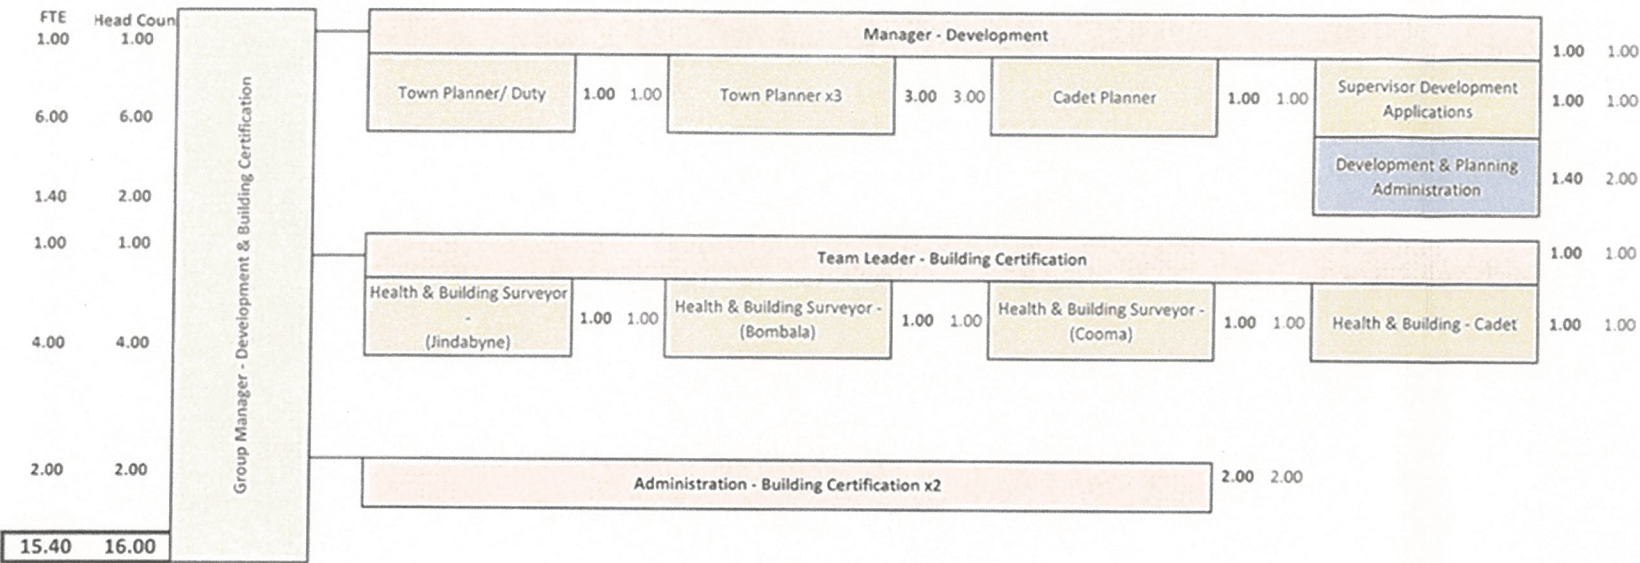 FTE Head Coun
1.00 1.00
6.00 6.00
1.40 2.00
1.00 1.00
4.00 4.00
2.00 2.00
15.40 16.00
Group Manager - Development & Building Certification
Manager - Development
1.00 1.00
Town Planner/ Duty
1.00 1.00
Town Planner x3
3.00 3.00
Cadet Planner
1.00 1.00
Supervisor Development
Applications
1.00 1.00
Development & Planning
Administration
1.40 2.00
Team Leader - Building Certification
1.00 1.00
Health & Building Surveyor
-
(Jindabyne)
1.00 1.00
Health & Building Surveyor -
(Bombala)
1.00 1.00
Health & Building Surveyor -
(Cooma)
1.00 1.00
Health & Building - Cadet
1.00 1.00
Administration - Building Certification x2
2.00 2.00